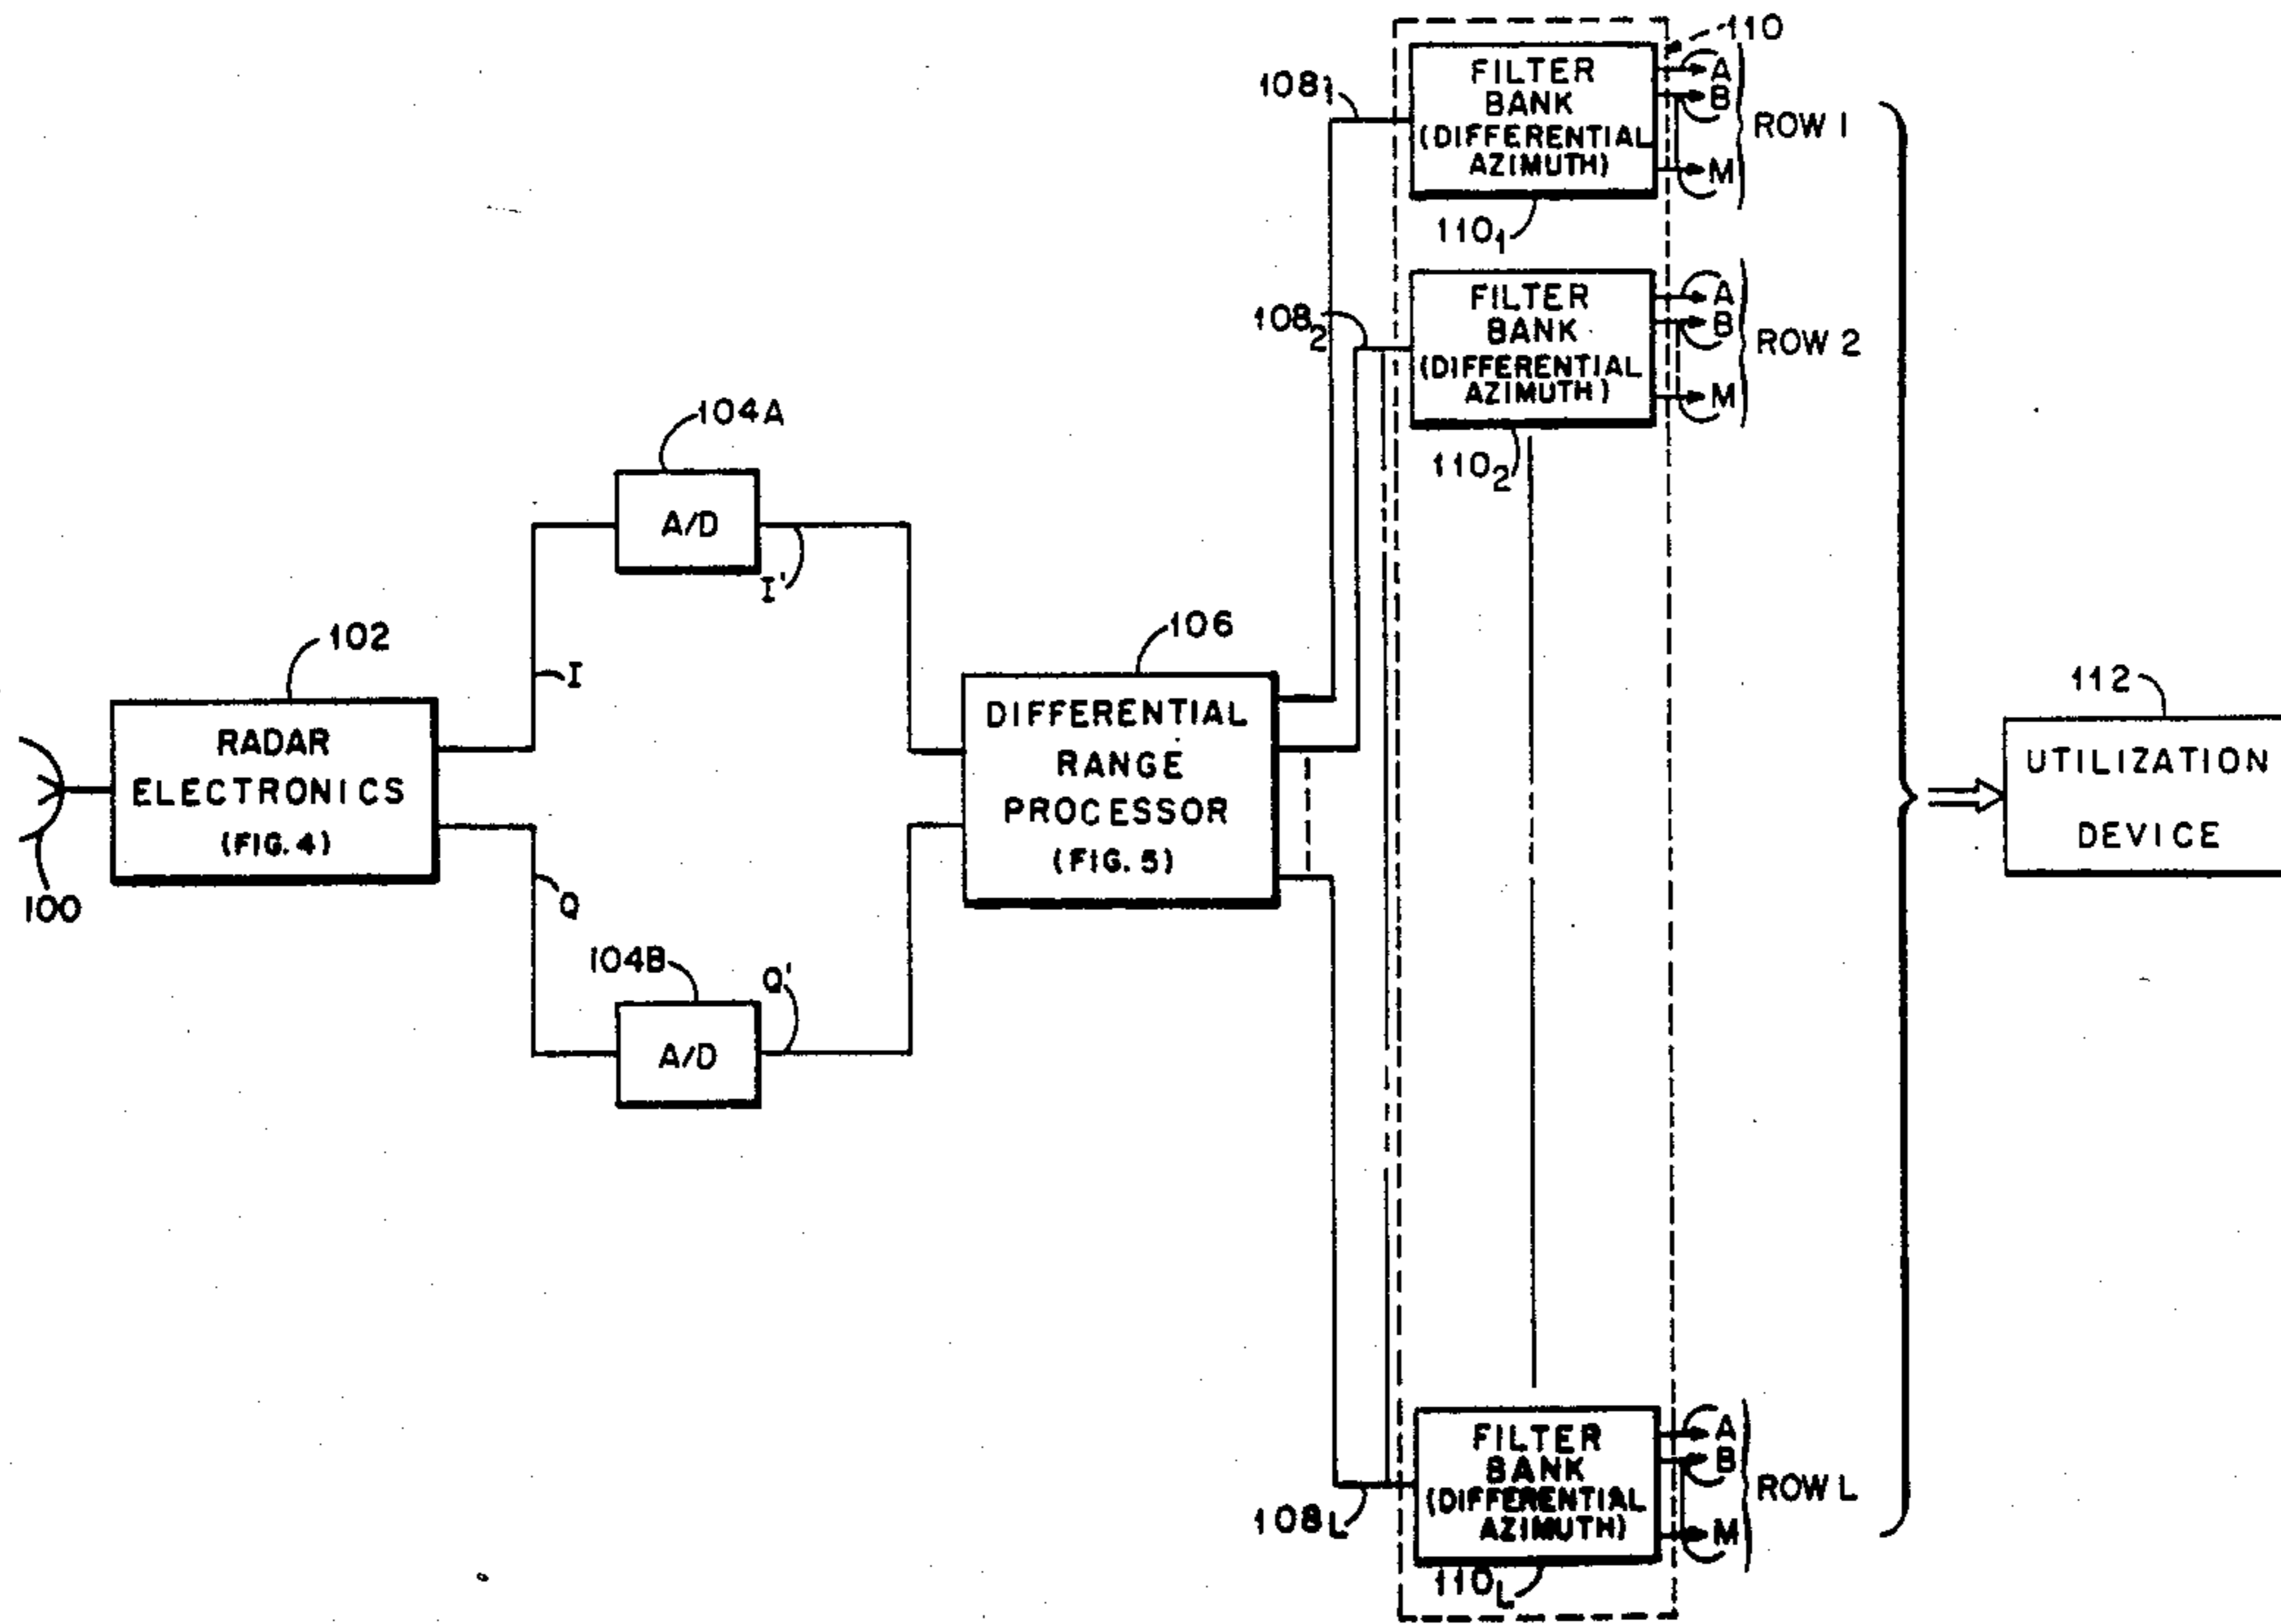 110
FILTER
BANK
(DIFFERENTIAL
AZIMUTH)
A
B
M
ROW 1
108₁
110₁
FILTER
BANK
(DIFFERENTIAL
AZIMUTH)
A
B
M
ROW 2
108₂
110₂
104A
A/D
I'
I
102
RADAR
ELECTRONICS
(FIG. 4)
100
Q
104B
A/D
Q'
106
DIFFERENTIAL
RANGE
PROCESSOR
(FIG. 5)
112
UTILIZATION
DEVICE
FILTER
BANK
(DIFFERENTIAL
AZIMUTH)
A
B
M
ROW L
108L
110L